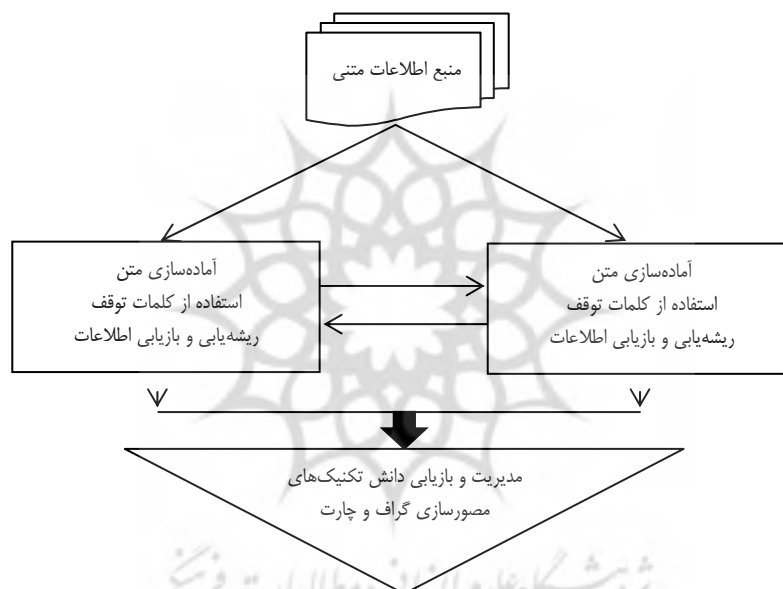 منبع اطلاعات متنی
آماده‌سازی متن
استفاده از کلمات توقف
ریشه‌یابی و بازیابی اطلاعات
آماده‌سازی متن
استفاده از کلمات توقف
ریشه‌یابی و بازیابی اطلاعات
مدیریت و بازیابی دانش تکنیک‌های
مصورسازی گراف و چارت